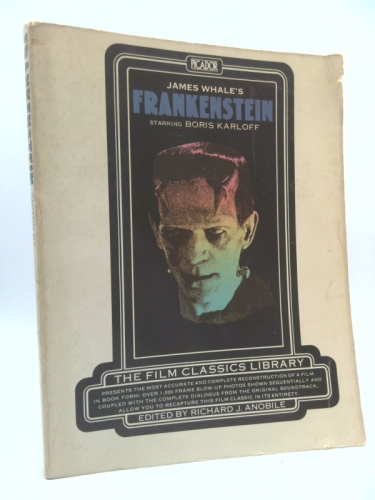 PICADOR
JAMES WHALE'S
FRANKENSTEIN
STARRING BORIS KARLOFF
THE FILM CLASSICS LIBRARY
PRESENTS THE MOST ACCURATE AND COMPLETE RECONSTRUCTION OF A FILM
IN BOOK FORM: OVER 1,000 FRAME BLOW-UP PHOTOS SHOWN SEQUENTIALLY AND
COUPLED WITH THE COMPLETE DIALOGUE FROM THE ORIGINAL SOUNDTRACK,
ALLOW YOU TO RECAPTURE THIS FILM CLASSIC IN ITS ENTIRETY.
EDITED BY RICHARD J. ANOBILE